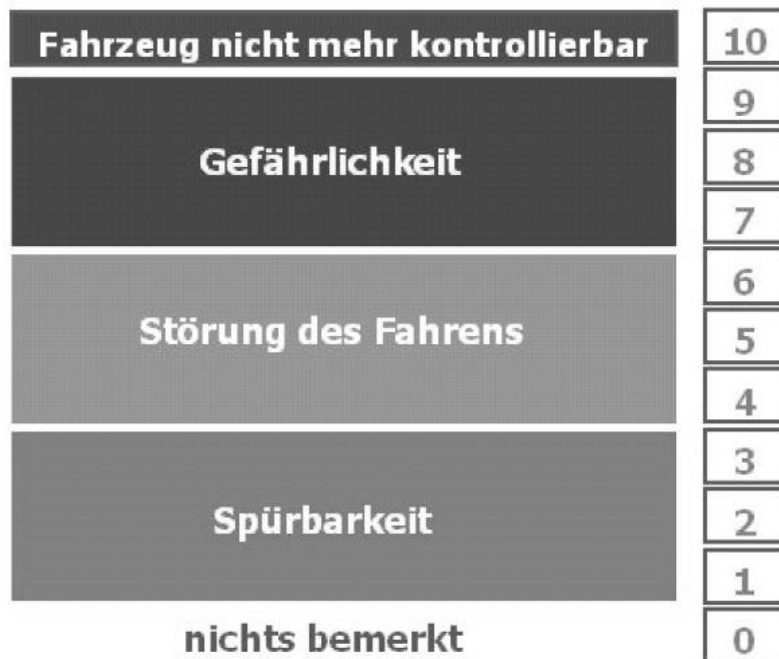 Fahrzeug nicht mehr kontrollierbar 10
9
Gefährlichkeit 8
7
6
Störung des Fahrens 5
4
3
Spürbarkeit 2
1
nichts bemerkt 0